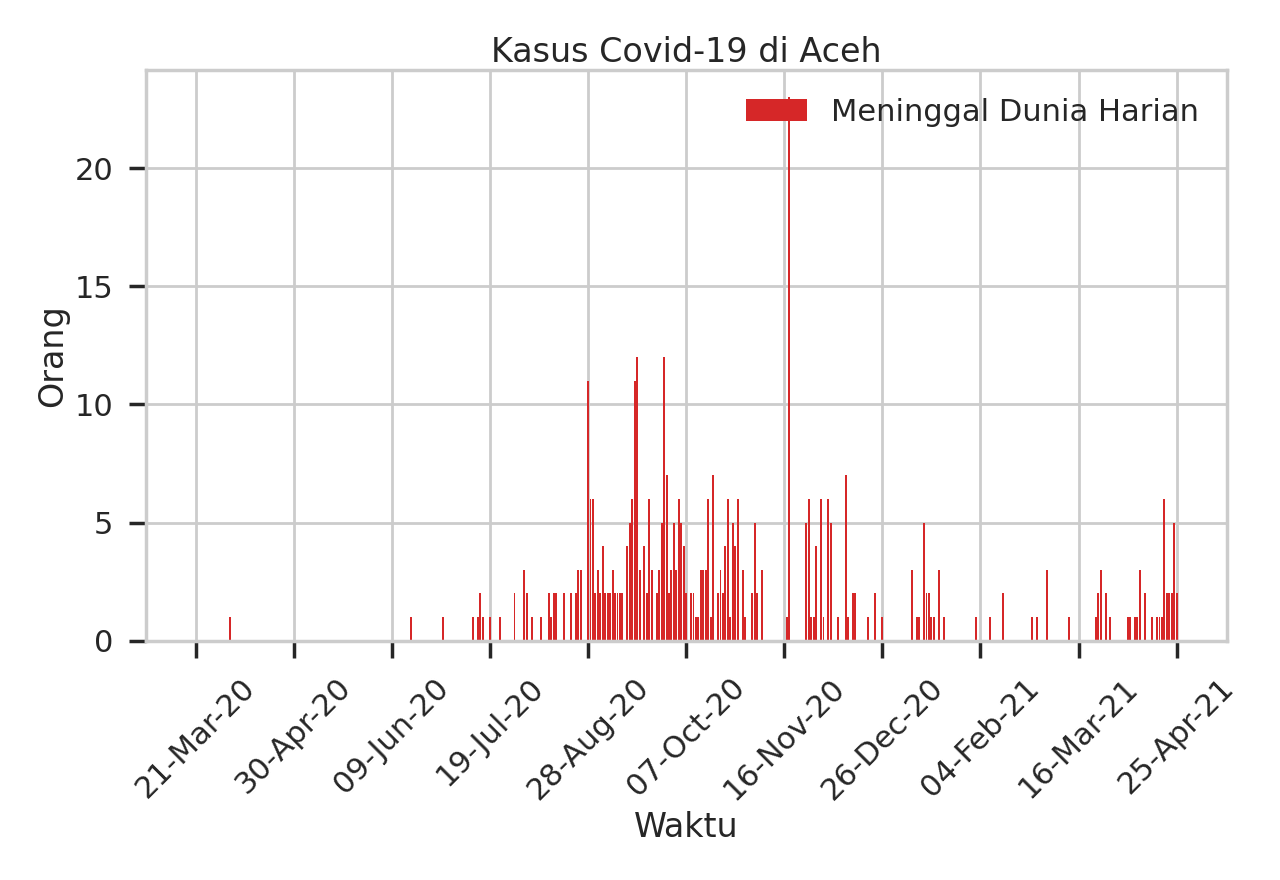 Kasus Covid-19 di Aceh
Meninggal Dunia Harian
20
15
10
5
0
Orang
21-Mar-20
30-Apr-20
09-Jun-20
19-Jul-20
28-Aug-20
07-Oct-20
16-Nov-20
26-Dec-20
04-Feb-21
16-Mar-21
25-Apr-21
Waktu